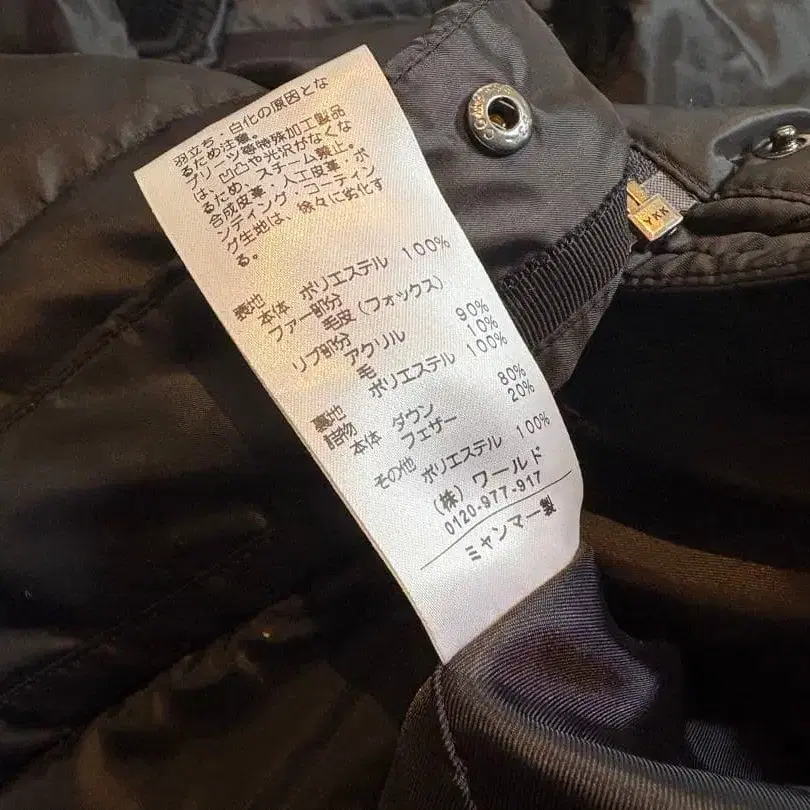 羽立ち・白化の原因とな
るため注意。
プリーツ等特殊加工製品
は、凹凸や光沢がなくな
るため、スチーム禁止。
合成皮革・人工皮革・ボ
ンディング・コーティン
グ生地は、徐々に劣化す
る。
表地
本体 ポリエステル 100%
ファー部分
毛皮(フォックス)
リブ部分
アクリル 90%
毛 10%
裏地 ポリエステル 100%
詰物
本体 ダウン 80%
フェザー 20%
その他 ポリエステル 100%
(株)ワールド
0120-977-917
ミャンマー製
YKK